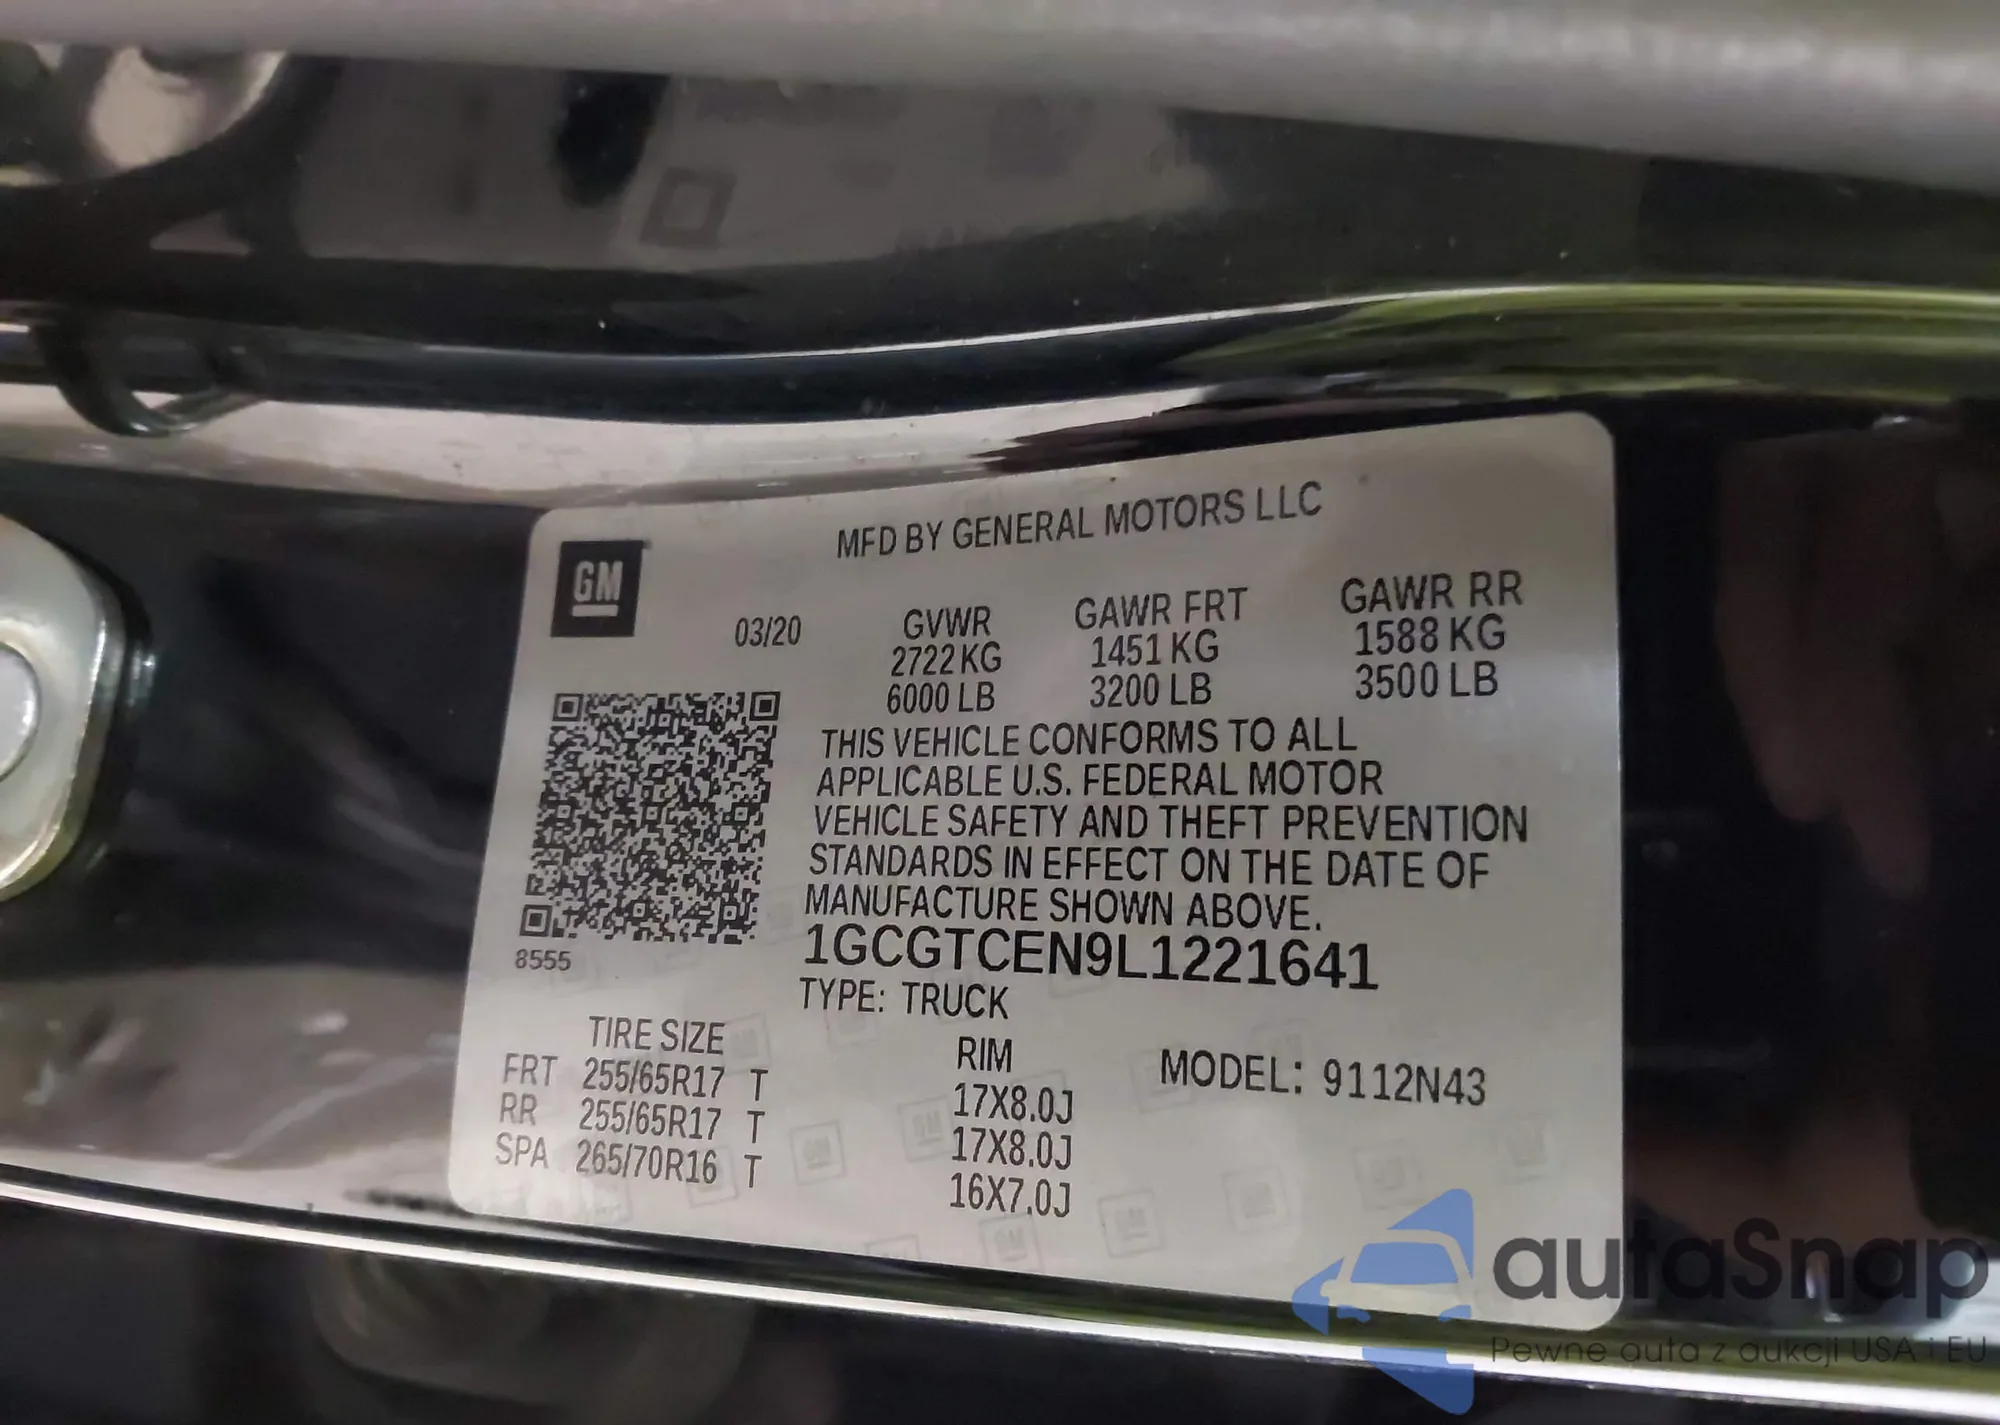 MFD BY GENERAL MOTORS LLC
GM
03/20
GVWR GAWR FRT GAWR RR
2722 KG 1451 KG 1588 KG
6000 LB 3200 LB 3500 LB
THIS VEHICLE CONFORMS TO ALL
APPLICABLE U.S. FEDERAL MOTOR
VEHICLE SAFETY AND THEFT PREVENTION
STANDARDS IN EFFECT ON THE DATE OF
MANUFACTURE SHOWN ABOVE.
8555
1GCGTCEN9L1221641
TYPE: TRUCK
TIRE SIZE RIM MODEL: 9112N43
FRT 255/65R17 T 17X8.0J
RR 255/65R17 T 17X8.0J
SPA 265/70R16 T 16X7.0J
autaSnap
Pewne auta z aukcji USA i EU